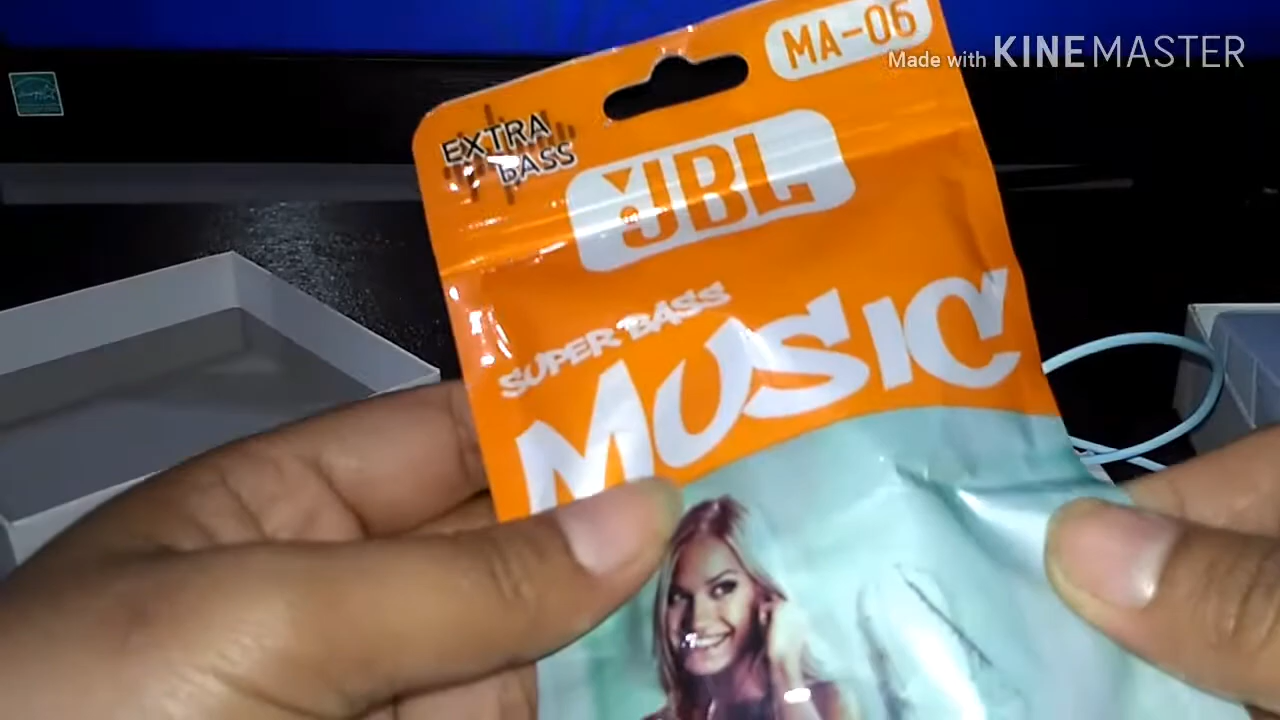 MA-06
Made with KINEMASTER
EXTRA
bASS
JBL
SUPER BASS
MUSIC